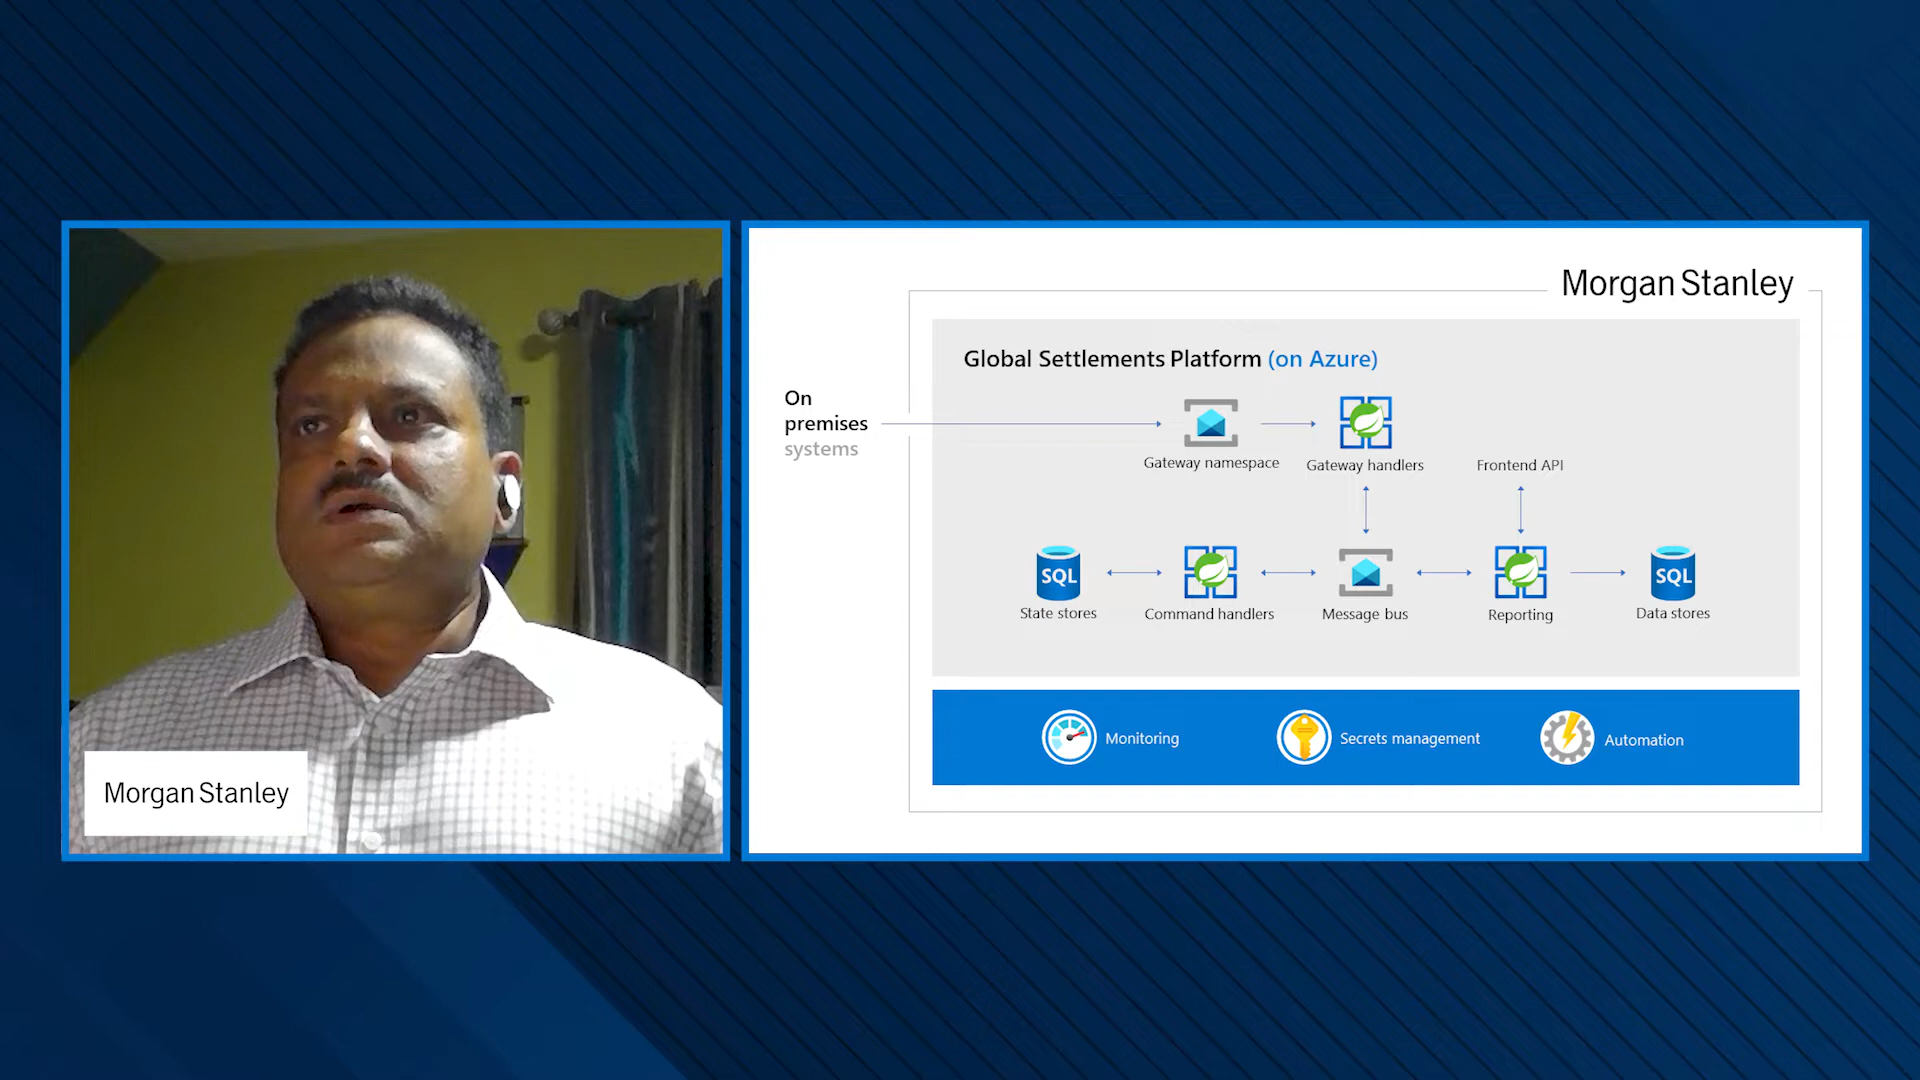 Morgan Stanley
Morgan Stanley
Global Settlements Platform (on Azure)
On
premises
systems
Gateway namespace
Gateway handlers
Frontend API
SQL
SQL
State stores
Command handlers
Message bus
Reporting
Data stores
Monitoring
Secrets management
Automation